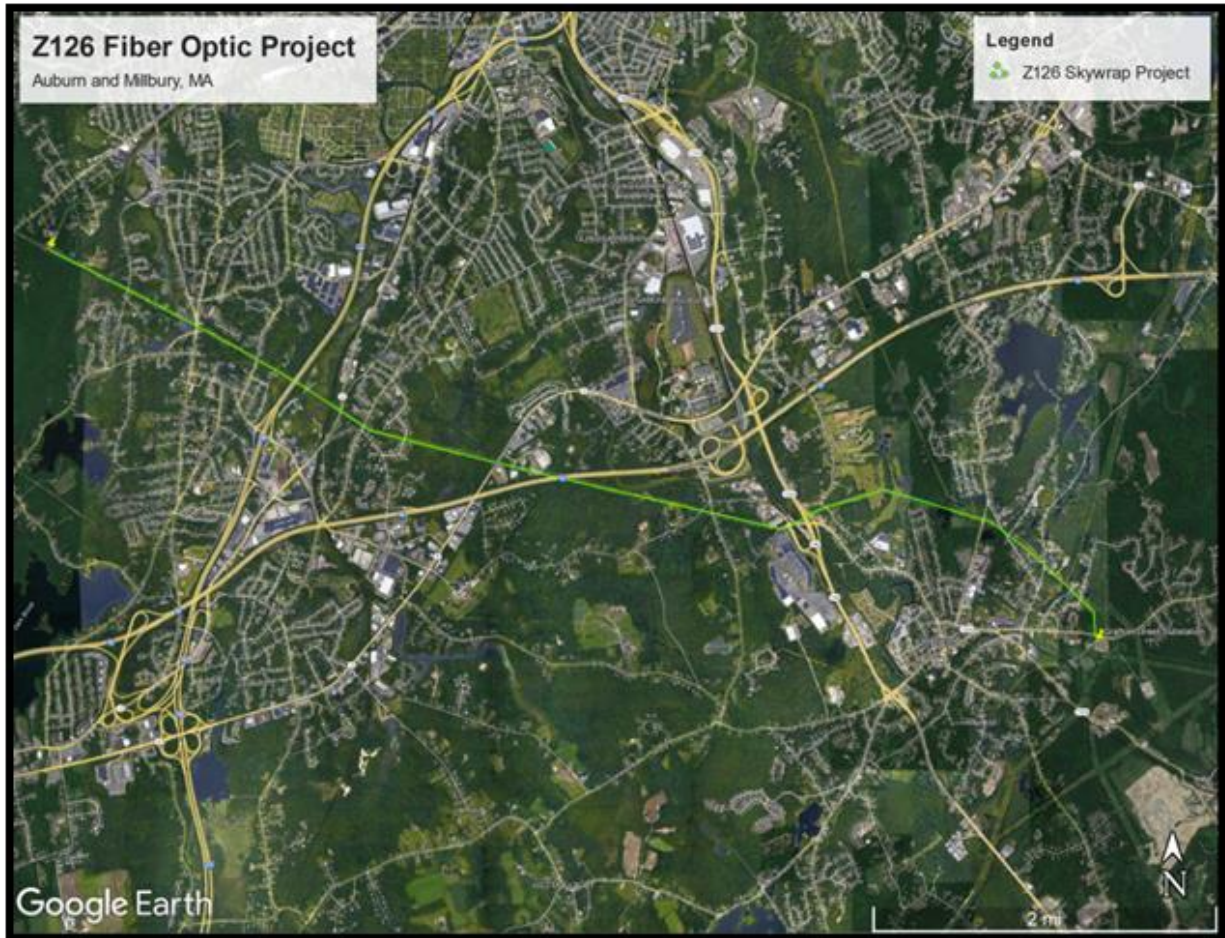 Z126 Fiber Optic Project
Auburn and Millbury, MA
Legend
Z126 Skywrap Project
Google Earth
N
2 mi